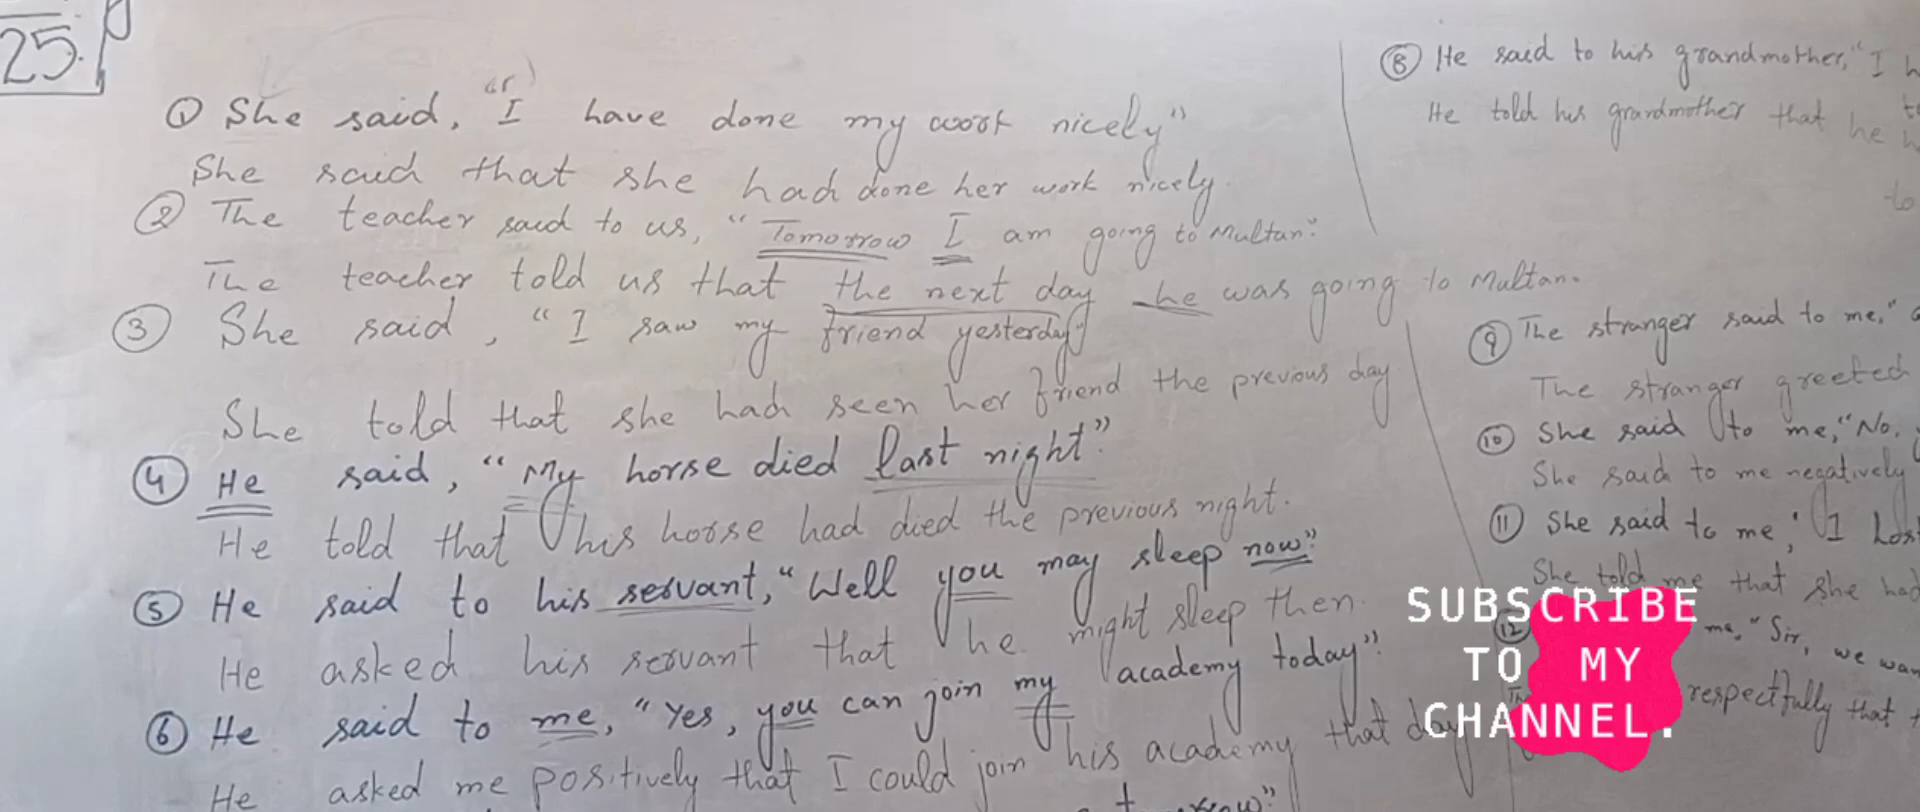 25.
① She said, "I have done my work nicely"
She said that she had done her work nicely.
② The teacher said to us, "Tomorrow I am going to Multan."
The teacher told us that the next day he was going to Multan.
③ She said, "I saw my friend yesterday"
She told that she had seen her friend the previous day
④ He said, "My horse died last night."
He told that his horse had died the previous night.
⑤ He said to his servant, "Well you may sleep now"
He asked his servant that he might sleep then.
⑥ He said to me, "Yes, you can join my academy today".
He asked me positively that I could join his academy that day
⑧ He said to his grandmother, "I
He told his grandmother that he
to
⑨ The stranger said to me,"
The stranger greeted
⑩ She said to me, "No,
She said to me negatively
⑪ She said to me, "I
She told me that she had
⑫ me, "Sir, we
respectfully that
SUBSCRIBE
TO MY
CHANNEL.